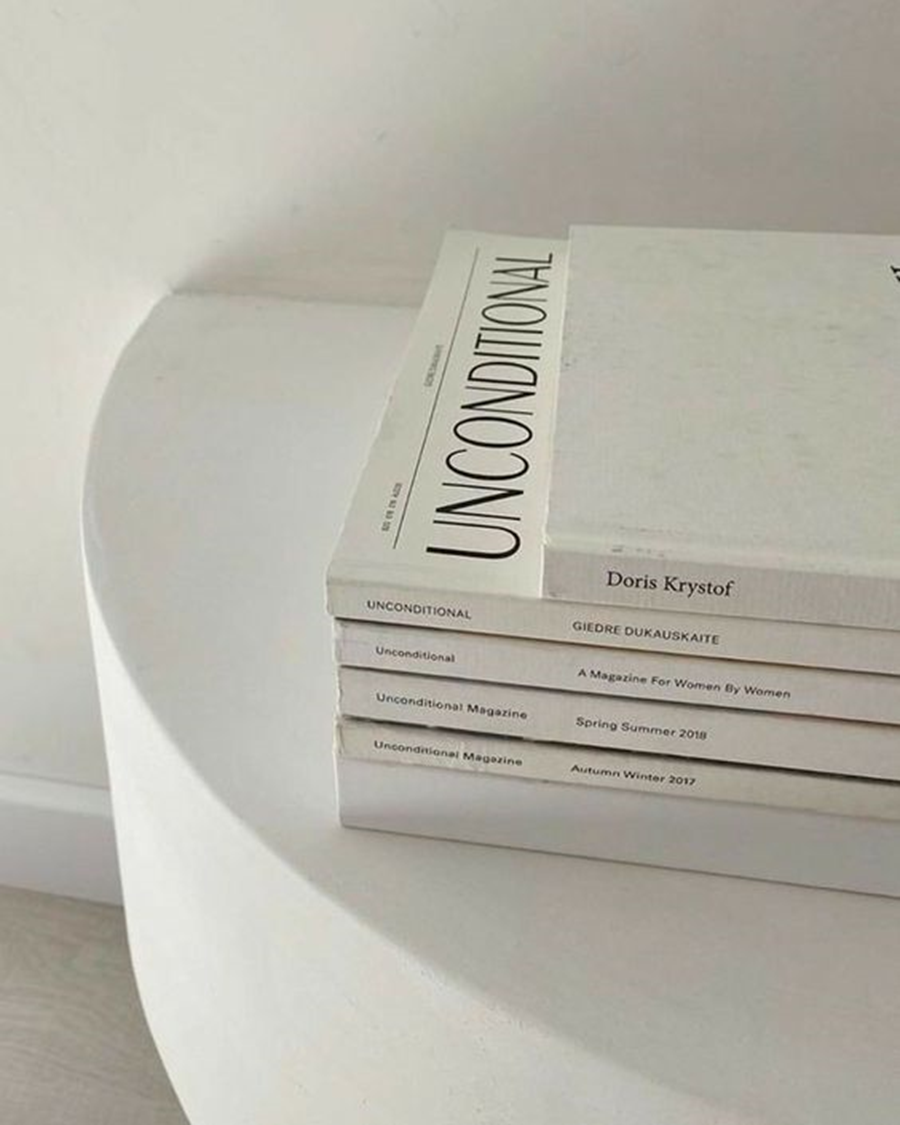 UNCONDITIONAL
Doris Krystof
UNCONDITIONAL GIEDRE DUKAUSKAITE
Unconditional A Magazine For Women By Women
Unconditional Magazine Spring Summer 2018
Unconditional Magazine Autumn Winter 2017